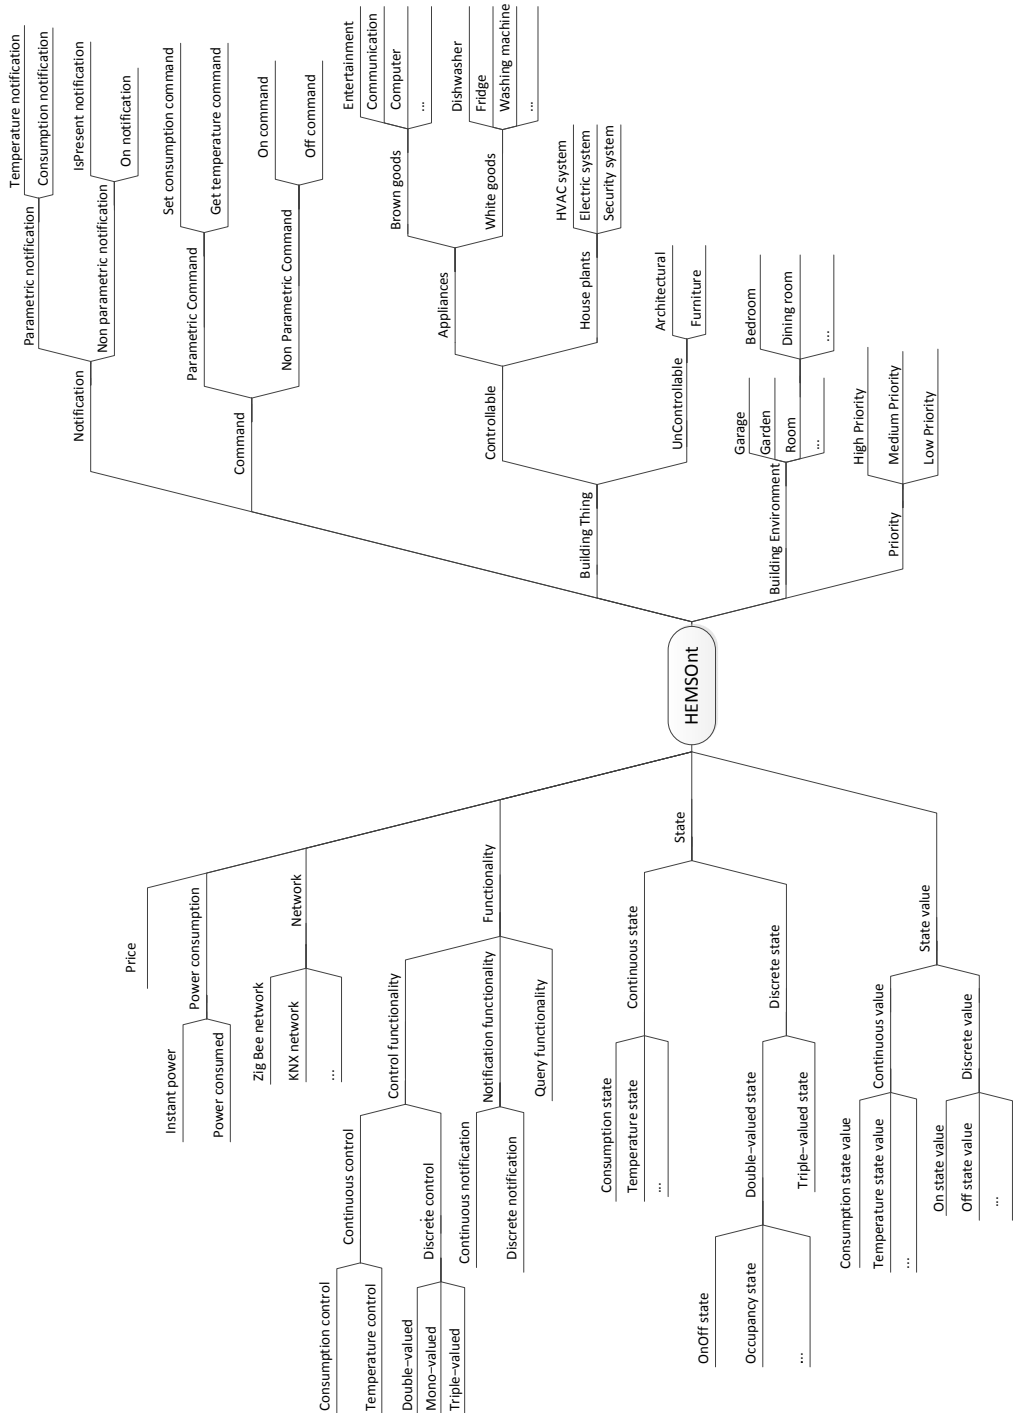 Temperature notification
Consumption notification
Parametric notification
IsPresent notification
On notification
Non parametric notification
Notification
Set consumption command
Get temperature command
Parametric Command
On command
Off command
Non Parametric Command
Command
Entertainment
Communication
Computer
...
Brown goods
Dishwasher
Fridge
Washing machine
...
White goods
Appliances
HVAC system
Electric system
Security system
House plants
Controllable
Architectural
Furniture
UnControllable
Building Thing
Bedroom
Dining room
...
Garage
Garden
Room
...
Building Environment
High Priority
Medium Priority
Low Priority
Priority
HEMSOnt
Price
Power consumption
Instant power
Power consumed
Network
Zig Bee network
KNX network
...
Functionality
Control functionality
Continuous control
Consumption control
Temperature control
Discrete control
Double-valued
Mono-valued
Triple-valued
Notification functionality
Continuous notification
Discrete notification
Query functionality
State
Continuous state
Consumption state
Temperature state
...
Discrete state
Double-valued state
OnOff state
Occupancy state
...
Triple-valued state
State value
Continuous value
Consumption state value
Temperature state value
...
Discrete value
On state value
Off state value
...